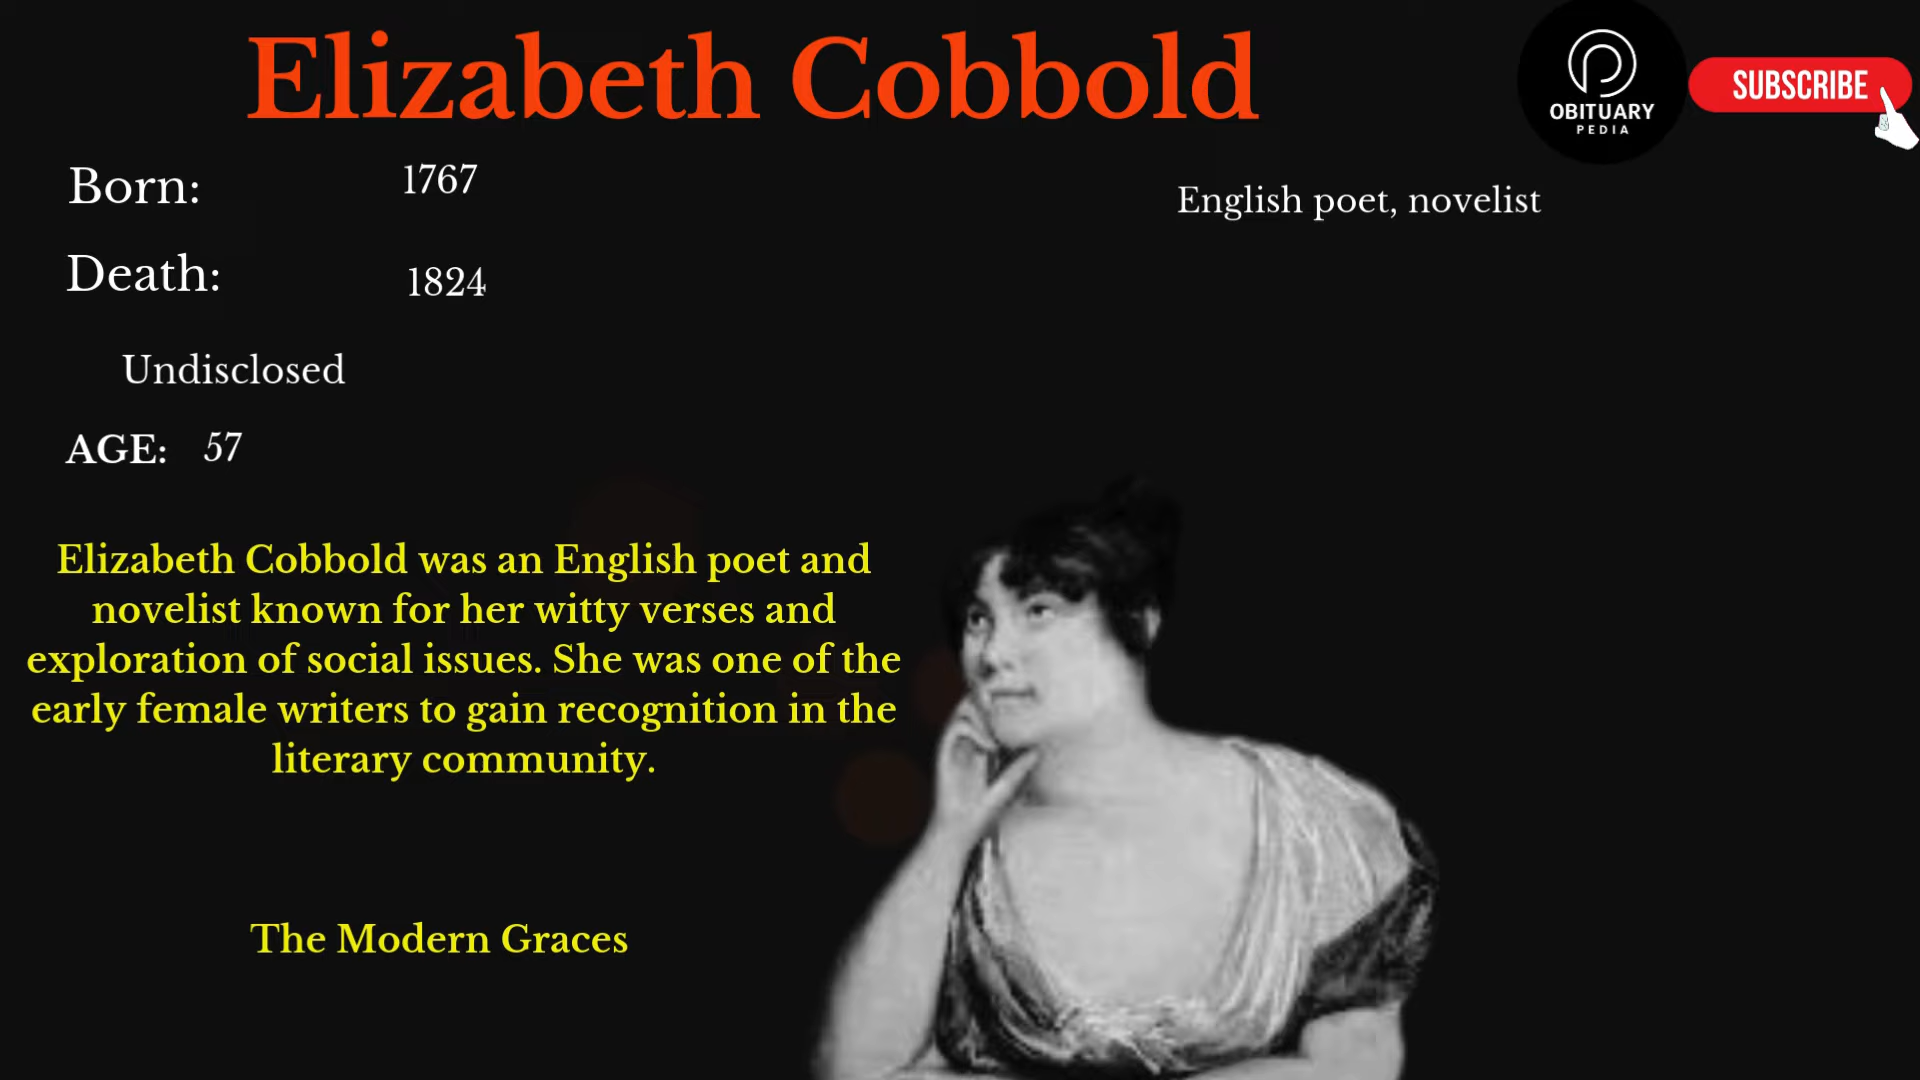 Elizabeth Cobbold
OBITUARY
PEDIA
SUBSCRIBE
Born: 1767
English poet, novelist
Death: 1824
Undisclosed
AGE: 57
Elizabeth Cobbold was an English poet and
novelist known for her witty verses and
exploration of social issues. She was one of the
early female writers to gain recognition in the
literary community.
The Modern Graces